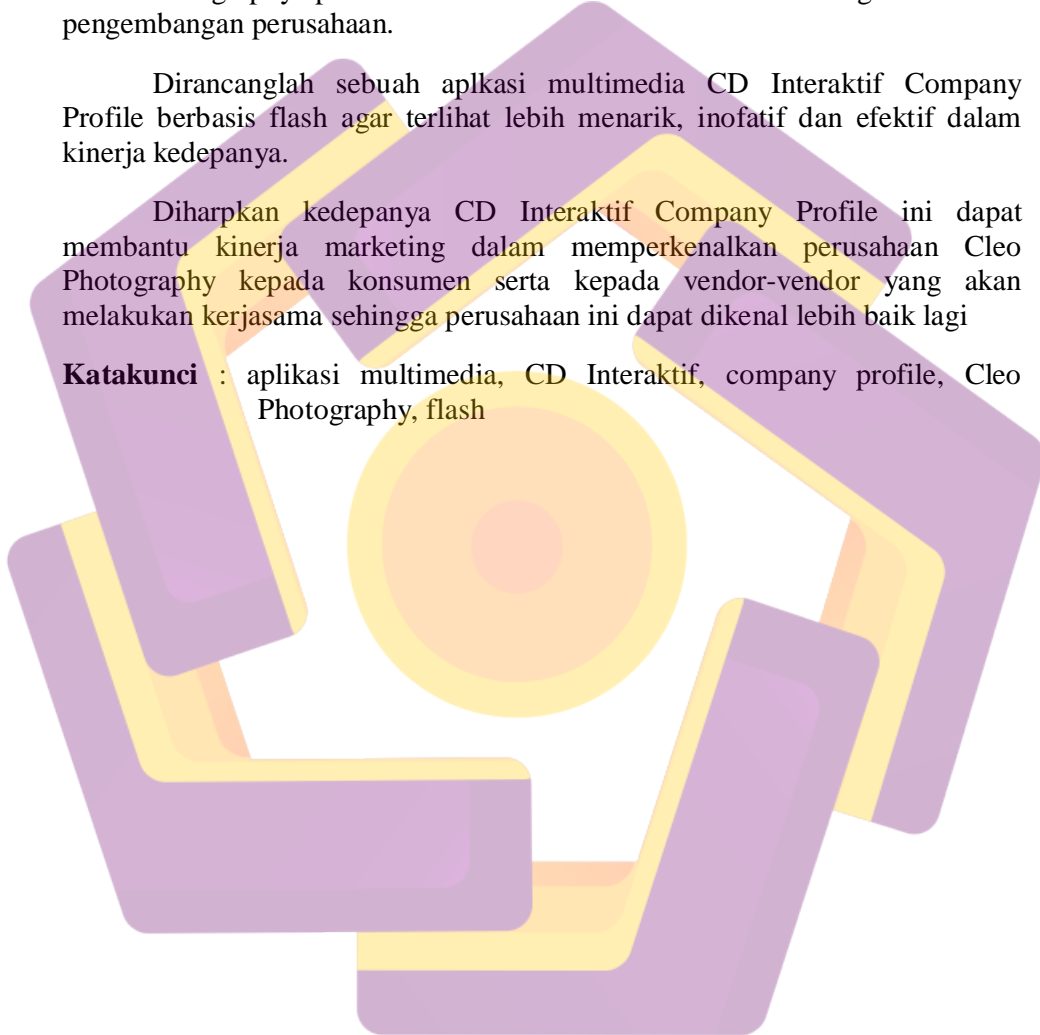 pengembangan perusahaan.
Dirancanglah sebuah aplkasi multimedia CD Interaktif Company
Profile berbasis flash agar terlihat lebih menarik, inofatif dan efektif dalam
kinerja kedepanya.
Diharpkan kedepanya CD Interaktif Company Profile ini dapat
membantu kinerja marketing dalam memperkenalkan perusahaan Cleo
Photography kepada konsumen serta kepada vendor-vendor yang akan
melakukan kerjasama sehingga perusahaan ini dapat dikenal lebih baik lagi
Katakunci : aplikasi multimedia, CD Interaktif, company profile, Cleo
Photography, flash